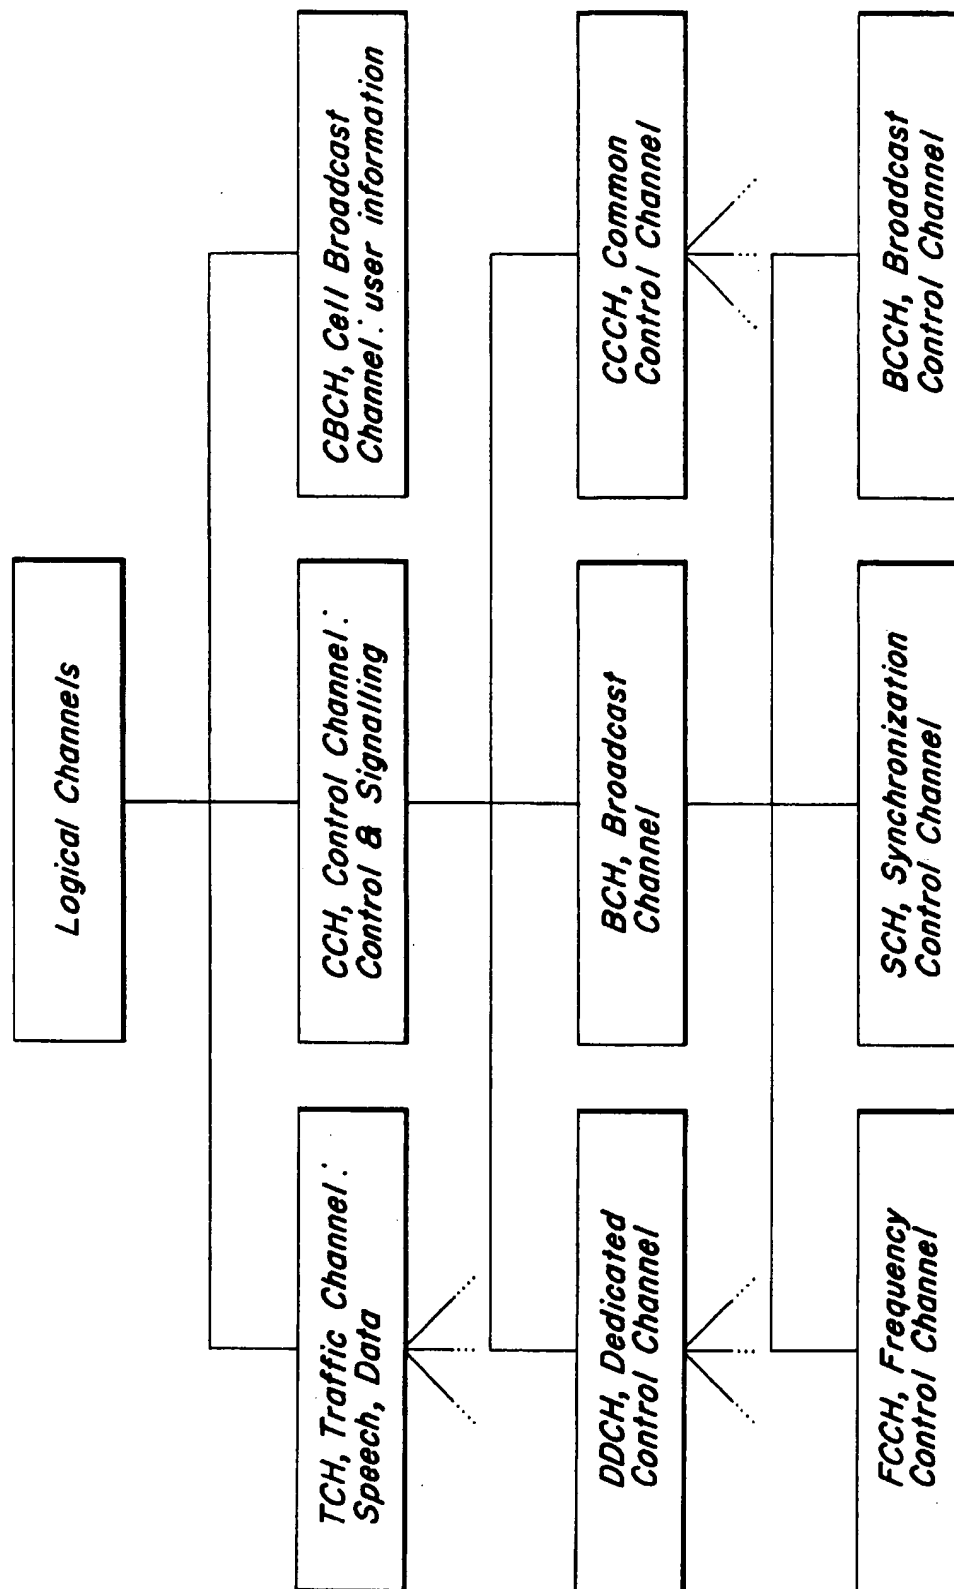 Logical Channels
TCH, Traffic Channel:
Speech, Data
CCH, Control Channel:
Control & Signalling
CBCH, Cell Broadcast
Channel: user information
DDCH, Dedicated
Control Channel
BCH, Broadcast
Channel
CCCH, Common
Control Channel
FCCH, Frequency
Control Channel
SCH, Synchronization
Control Channel
BCCH, Broadcast
Control Channel